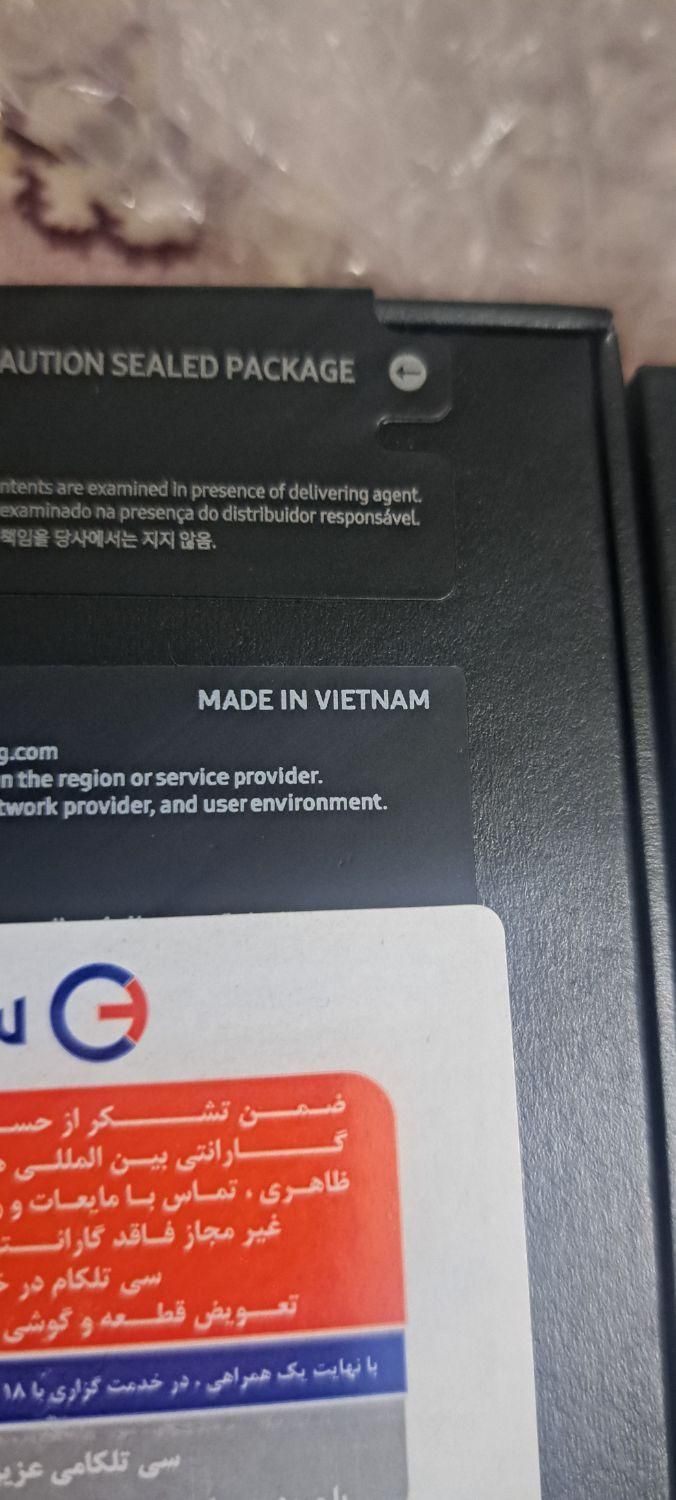 AUTION SEALED PACKAGE
ntents are examined in presence of delivering agent.
examinado na presença do distribuidor responsável.
책임을 당사에서는 지지 않음.
MADE IN VIETNAM
g.com
n the region or service provider.
twork provider, and user environment.
ضمن تشکر از حسـ
گارانتی بین المللی
ظاهری ، تماس با مایعات و
غیر مجاز فاقد گارانتـ
سی تلکام در
تعویض قطعه و گوشی
با نهایت یک همراهی ، در خدمت گزاری با ۱۸
سی تلکامی عزیز